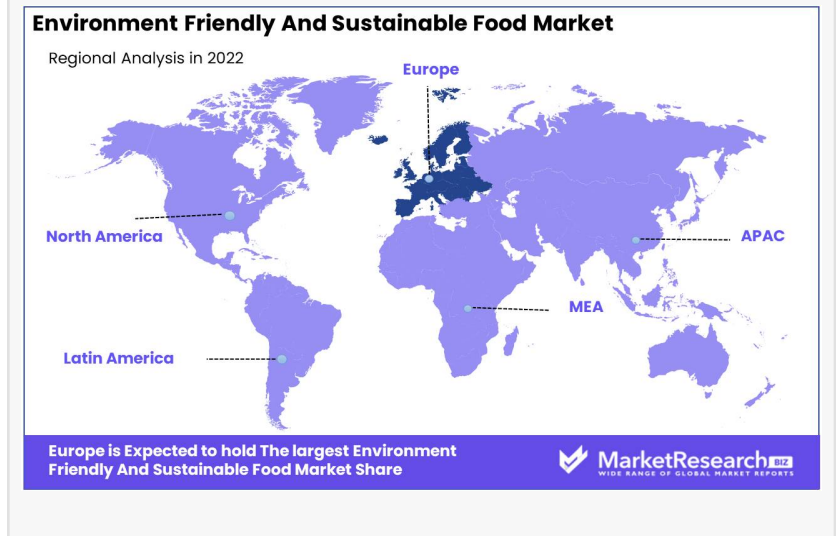 Environment Friendly And Sustainable Food Market
Regional Analysis in 2022
Europe
North America
APAC
MEA
Latin America
Europe is Expected to hold The largest Environment
Friendly And Sustainable Food Market Share
MarketResearch BIZ
WIDE RANGE OF GLOBAL MARKET REPORTS